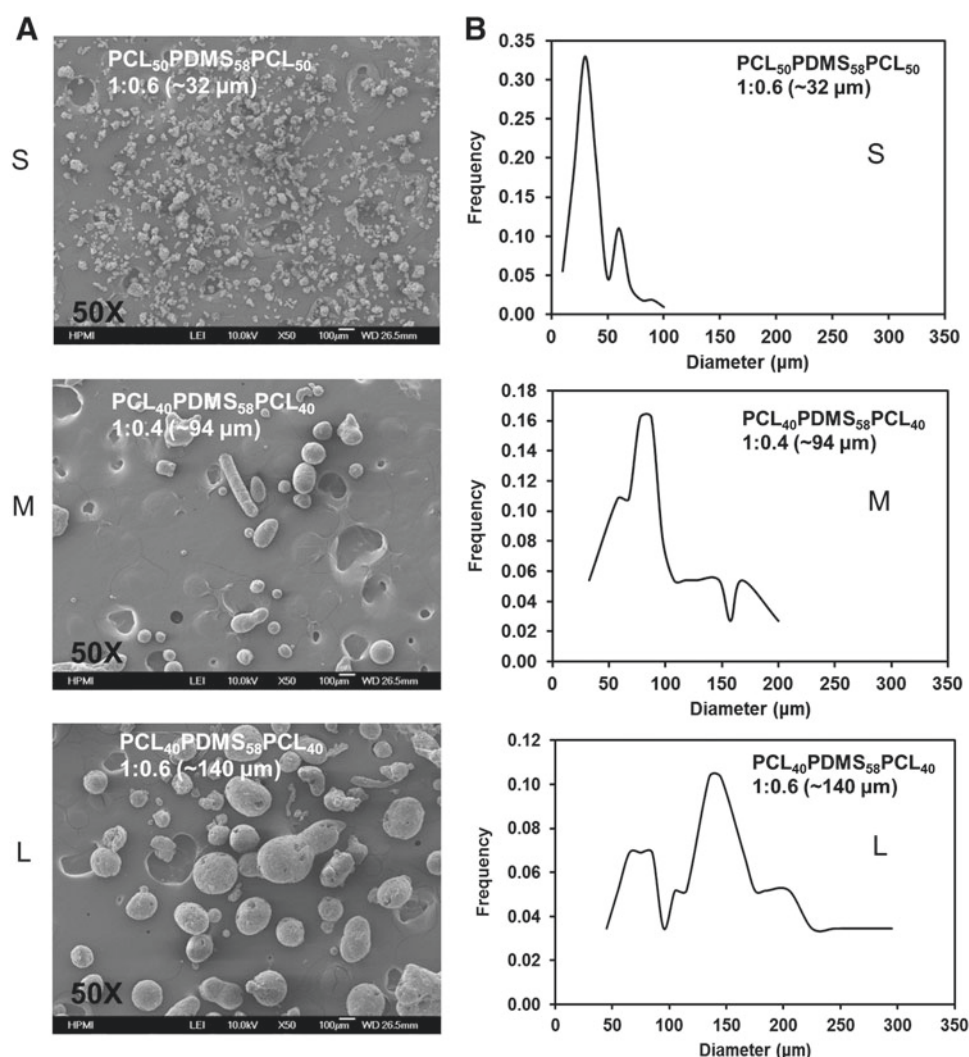 A
PCL₅₀PDMS₅₈PCL₅₀
1:0.6 (~32 µm)
S
50X
HPMI LEI 10.0kV X50 100µm WD 26.5mm
PCL₄₀PDMS₅₈PCL₄₀
1:0.4 (~94 µm)
M
50X
HPMI LEI 10.0kV X50 100µm WD 26.5mm
PCL₄₀PDMS₅₈PCL₄₀
1:0.6 (~140 µm)
L
50X
HPMI LEI 10.0kV X50 100µm WD 26.5mm
B
0.35
0.30
0.25
0.20
0.15
0.10
0.05
0.00
Frequency
PCL₅₀PDMS₅₈PCL₅₀
1:0.6 (~32 µm)
S
0 50 100 150 200 250 300 350
Diameter (µm)
0.18
0.16
0.14
0.12
0.10
0.08
0.06
0.04
0.02
0.00
Frequency
PCL₄₀PDMS₅₈PCL₄₀
1:0.4 (~94 µm)
M
0 50 100 150 200 250 300 350
Diameter (µm)
0.12
0.10
0.08
0.06
0.04
0.02
0.00
Frequency
PCL₄₀PDMS₅₈PCL₄₀
1:0.6 (~140 µm)
L
0 50 100 150 200 250 300 350
Diameter (µm)